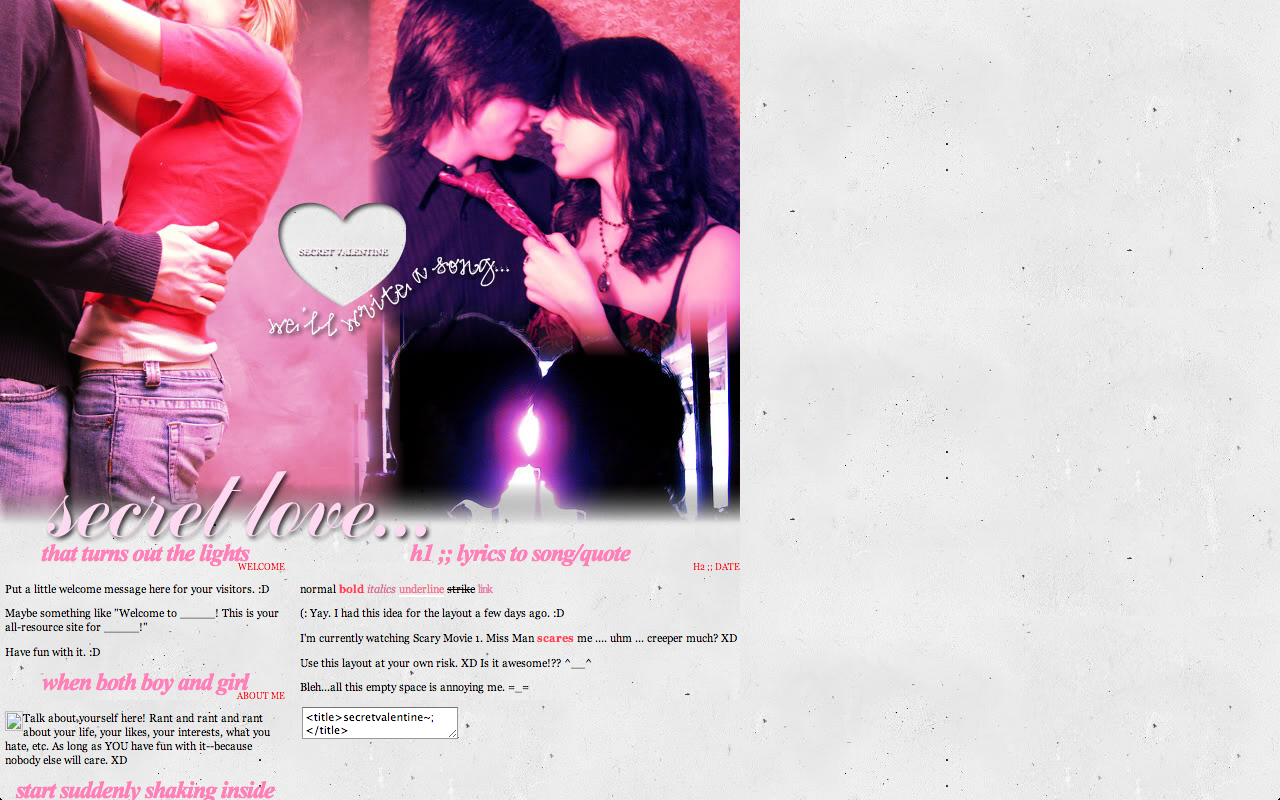 SECRET VALENTINE
we'll write a song...
secret love...
that turns out the lights
WELCOME
Put a little welcome message here for your visitors. :D
Maybe something like "Welcome to ______! This is your
all-resource site for ______!"
Have fun with it. :D
when both boy and girl
ABOUT ME
Talk about yourself here! Rant and rant and rant
about your life, your likes, your interests, what you
hate, etc. As long as YOU have fun with it--because
nobody else will care. XD
start suddenly shaking inside
h1 ;; lyrics to song/quote
H2 ;; DATE
normal bold italics underline strike link
(: Yay. I had this idea for the layout a few days ago. :D
I'm currently watching Scary Movie 1. Miss Man scares me .... uhm ... creeper much? XD
Use this layout at your own risk. XD Is it awesome!?? ^__^
Bleh...all this empty space is annoying me. =_=
<title>secretvalentine~;
</title>